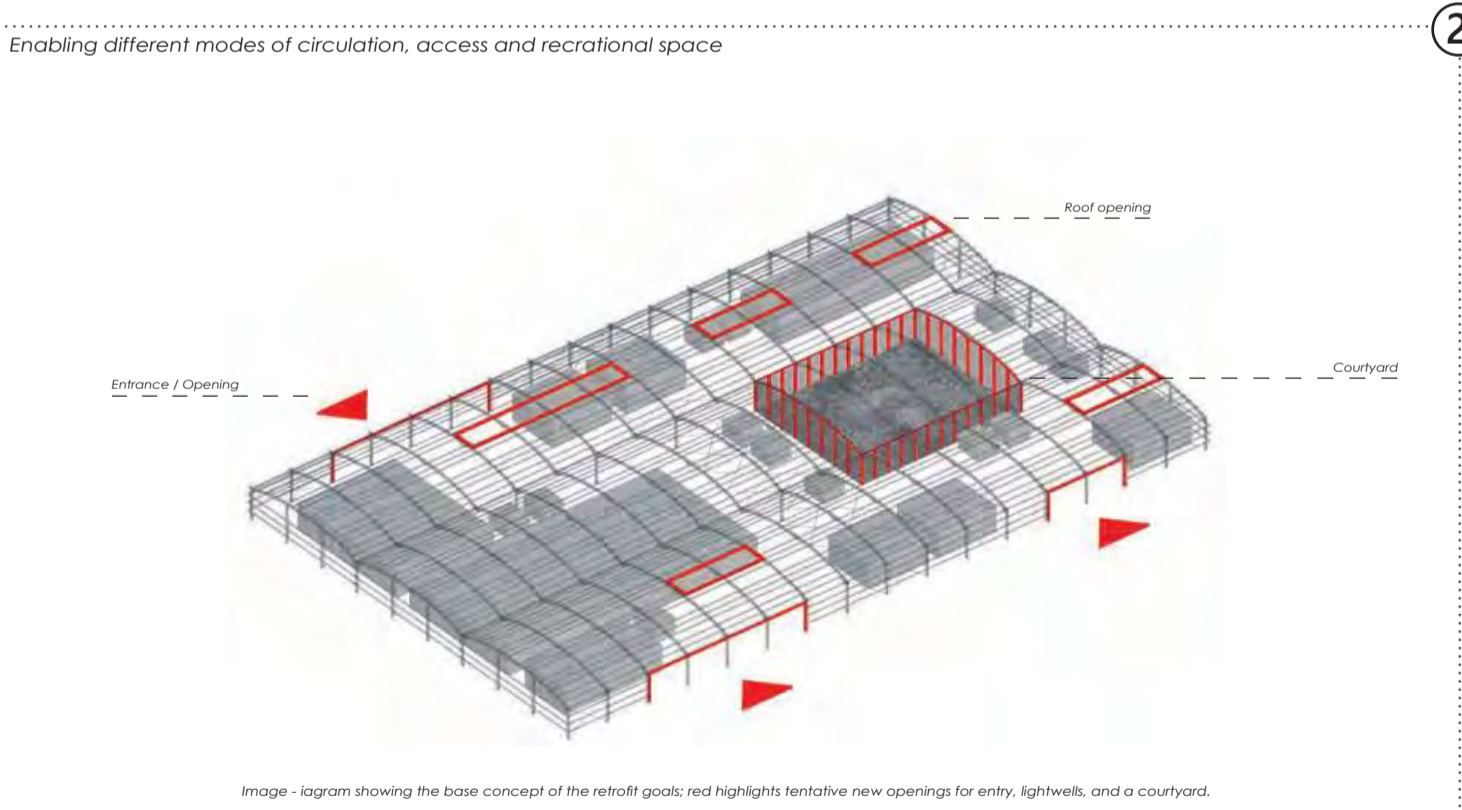 2
Enabling different modes of circulation, access and recrational space
Roof opening
Courtyard
Entrance / Opening
Image - iagram showing the base concept of the retrofit goals; red highlights tentative new openings for entry, lightwells, and a courtyard.